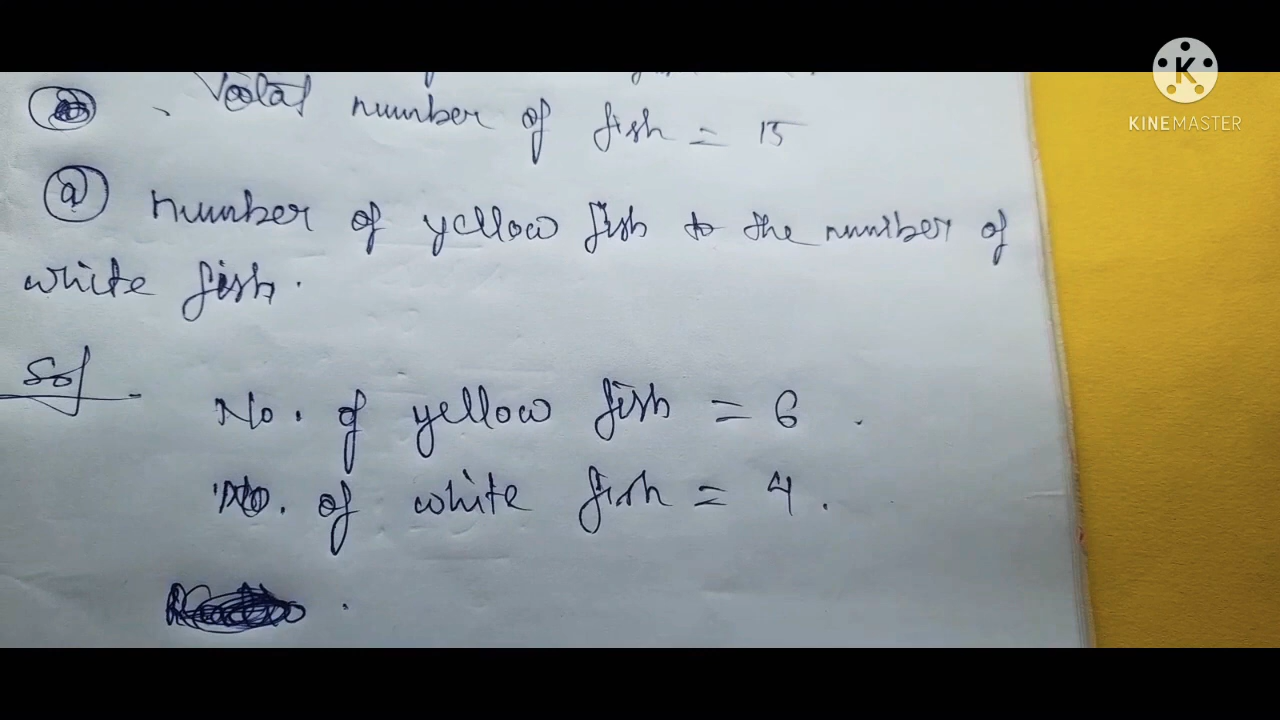 Total number of fish = 15
(a) number of yellow fish to the number of
white fish.
Sol
No. of yellow fish = 6.
No. of white fish = 4.
K
KINEMASTER